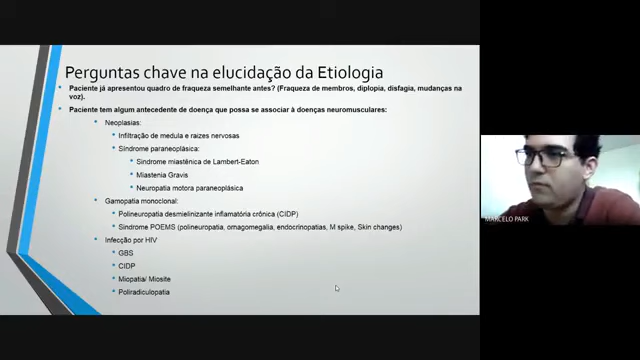 Perguntas chave na elucidação da Etiologia
Paciente já apresentou quadro de fraqueza semelhante antes? (Fraqueza de membros, diplopia, disfagia, mudanças na
voz).
Paciente tem algum antecedente de doença que possa se associar à doenças neuromusculares:
Neoplasias:
Infiltração de medula e raizes nervosas
Síndrome paraneoplásica:
Sindrome miastênica de Lambert-Eaton
Miastenia Gravis
Neuropatia motora paraneoplásica
Gamopatia monoclonal:
Polineuropatia desmielinizante inflamatória crônica (CIDP)
Sindrome POEMS (polineuropatia, ornagomegalia, endocrinopatias, M spike, Skin changes)
Infecção por HIV
GBS
CIDP
Miopatia/ Miosite
Poliradiculopatia
MARCELO PARK